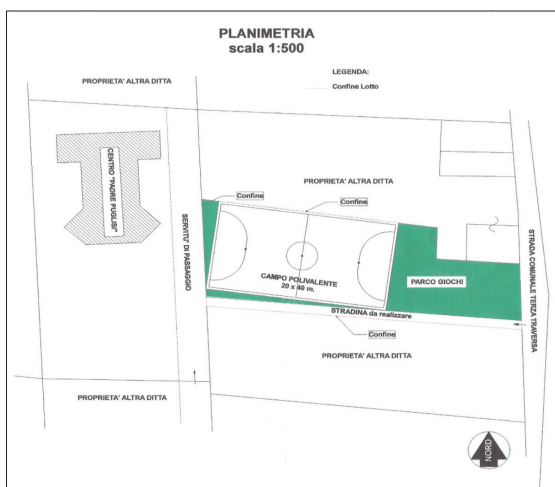 PLANIMETRIA
scala 1:500
LEGENDA:
Confine Lotto
PROPRIETA' ALTRA DITTA
CENTRO "PADRE PUGLISI"
SERVITU' DI PASSAGGIO
PROPRIETA' ALTRA DITTA
Confine
Confine
CAMPO POLIVALENTE
20 x 40 m.
PARCO GIOCHI
STRADA COMUNALE TERZA TRAVERSA
STRADINA da realizzare
Confine
PROPRIETA' ALTRA DITTA
PROPRIETA' ALTRA DITTA
NORD